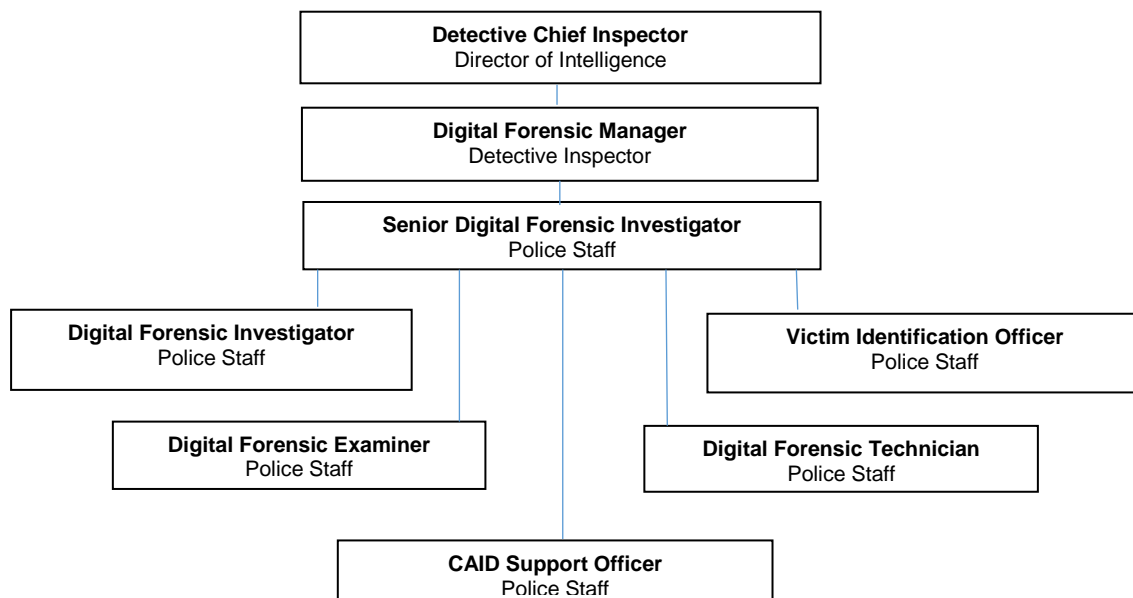 Detective Chief Inspector
Director of Intelligence
Digital Forensic Manager
Detective Inspector
Senior Digital Forensic Investigator
Police Staff
Digital Forensic Investigator
Police Staff
Victim Identification Officer
Police Staff
Digital Forensic Examiner
Police Staff
Digital Forensic Technician
Police Staff
CAID Support Officer
Police Staff